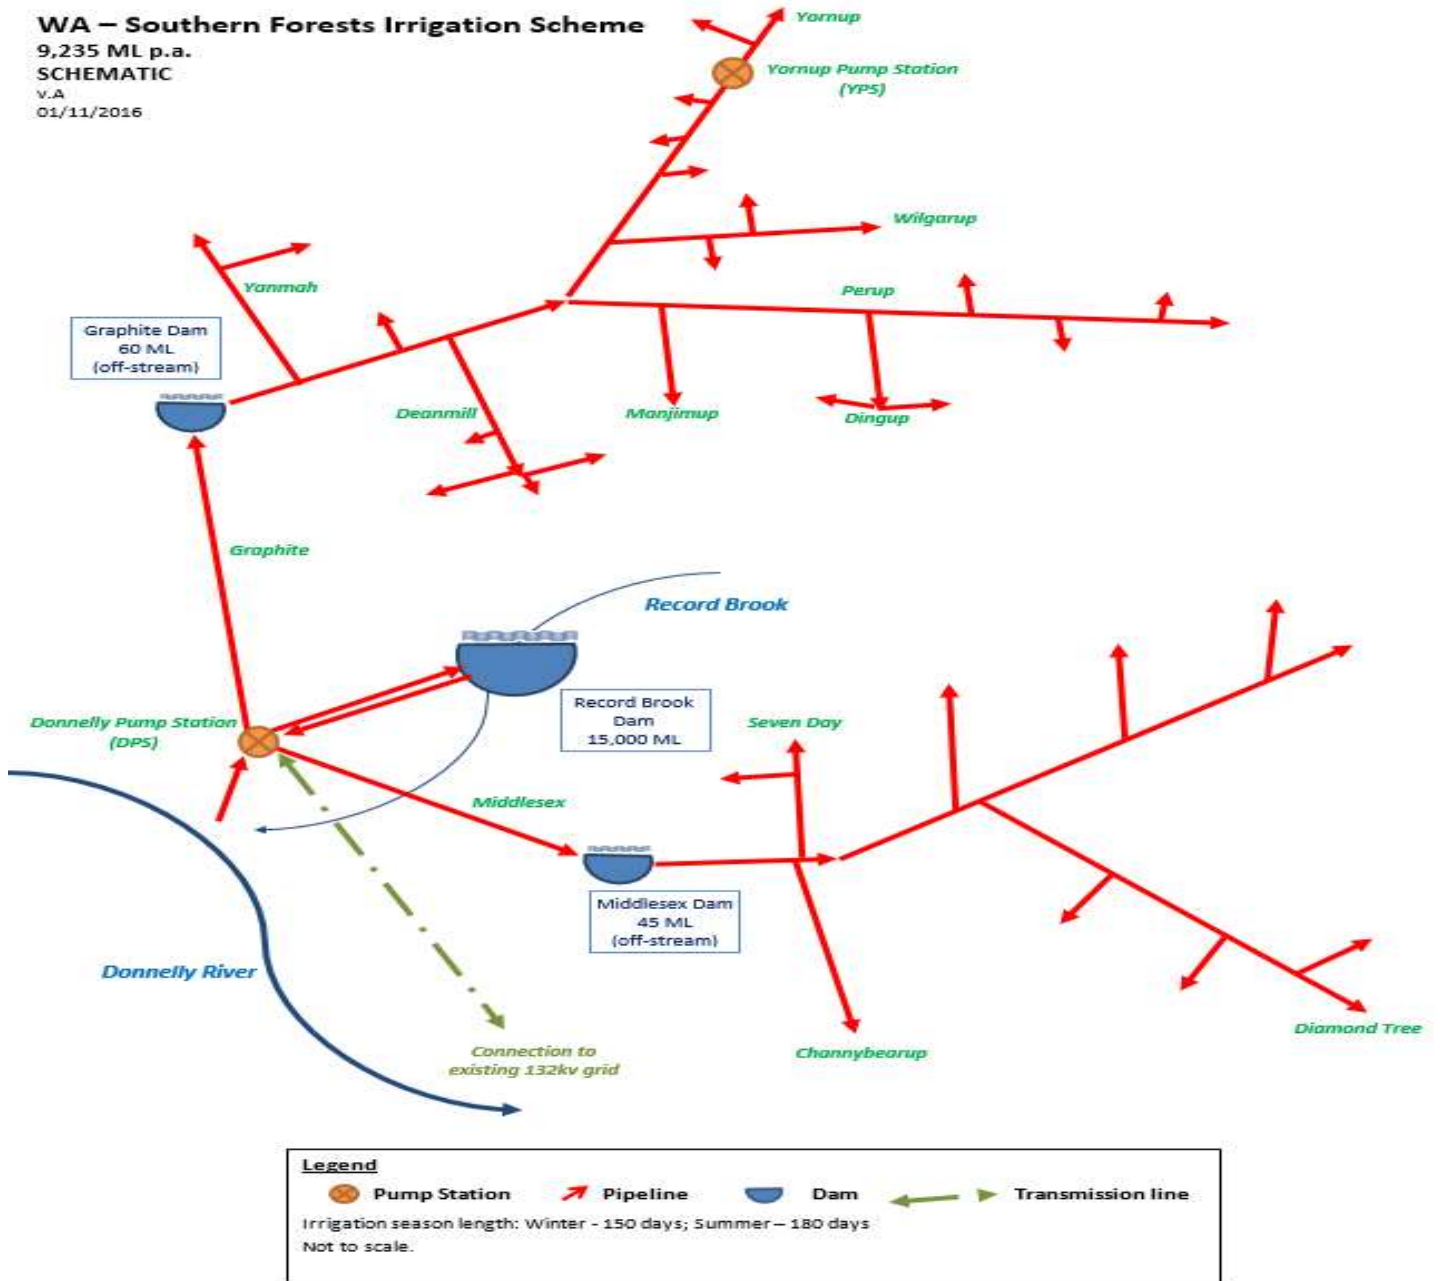 WA – Southern Forests Irrigation Scheme
9,235 ML p.a.
SCHEMATIC
v.A
01/11/2016
Yornup
Yornup Pump Station
(YPS)
Wilgarup
Yanmah
Perup
Graphite Dam
60 ML
(off-stream)
Deanmill
Manjimup
Dingup
Graphite
Record Brook
Donnelly Pump Station
(DPS)
Record Brook
Dam
15,000 ML
Seven Day
Middlesex
Middlesex Dam
45 ML
(off-stream)
Donnelly River
Diamond Tree
Connection to
existing 132kv grid
Channybearup
Legend
Pump Station
Pipeline
Dam
Transmission line
Irrigation season length: Winter - 150 days; Summer – 180 days
Not to scale.